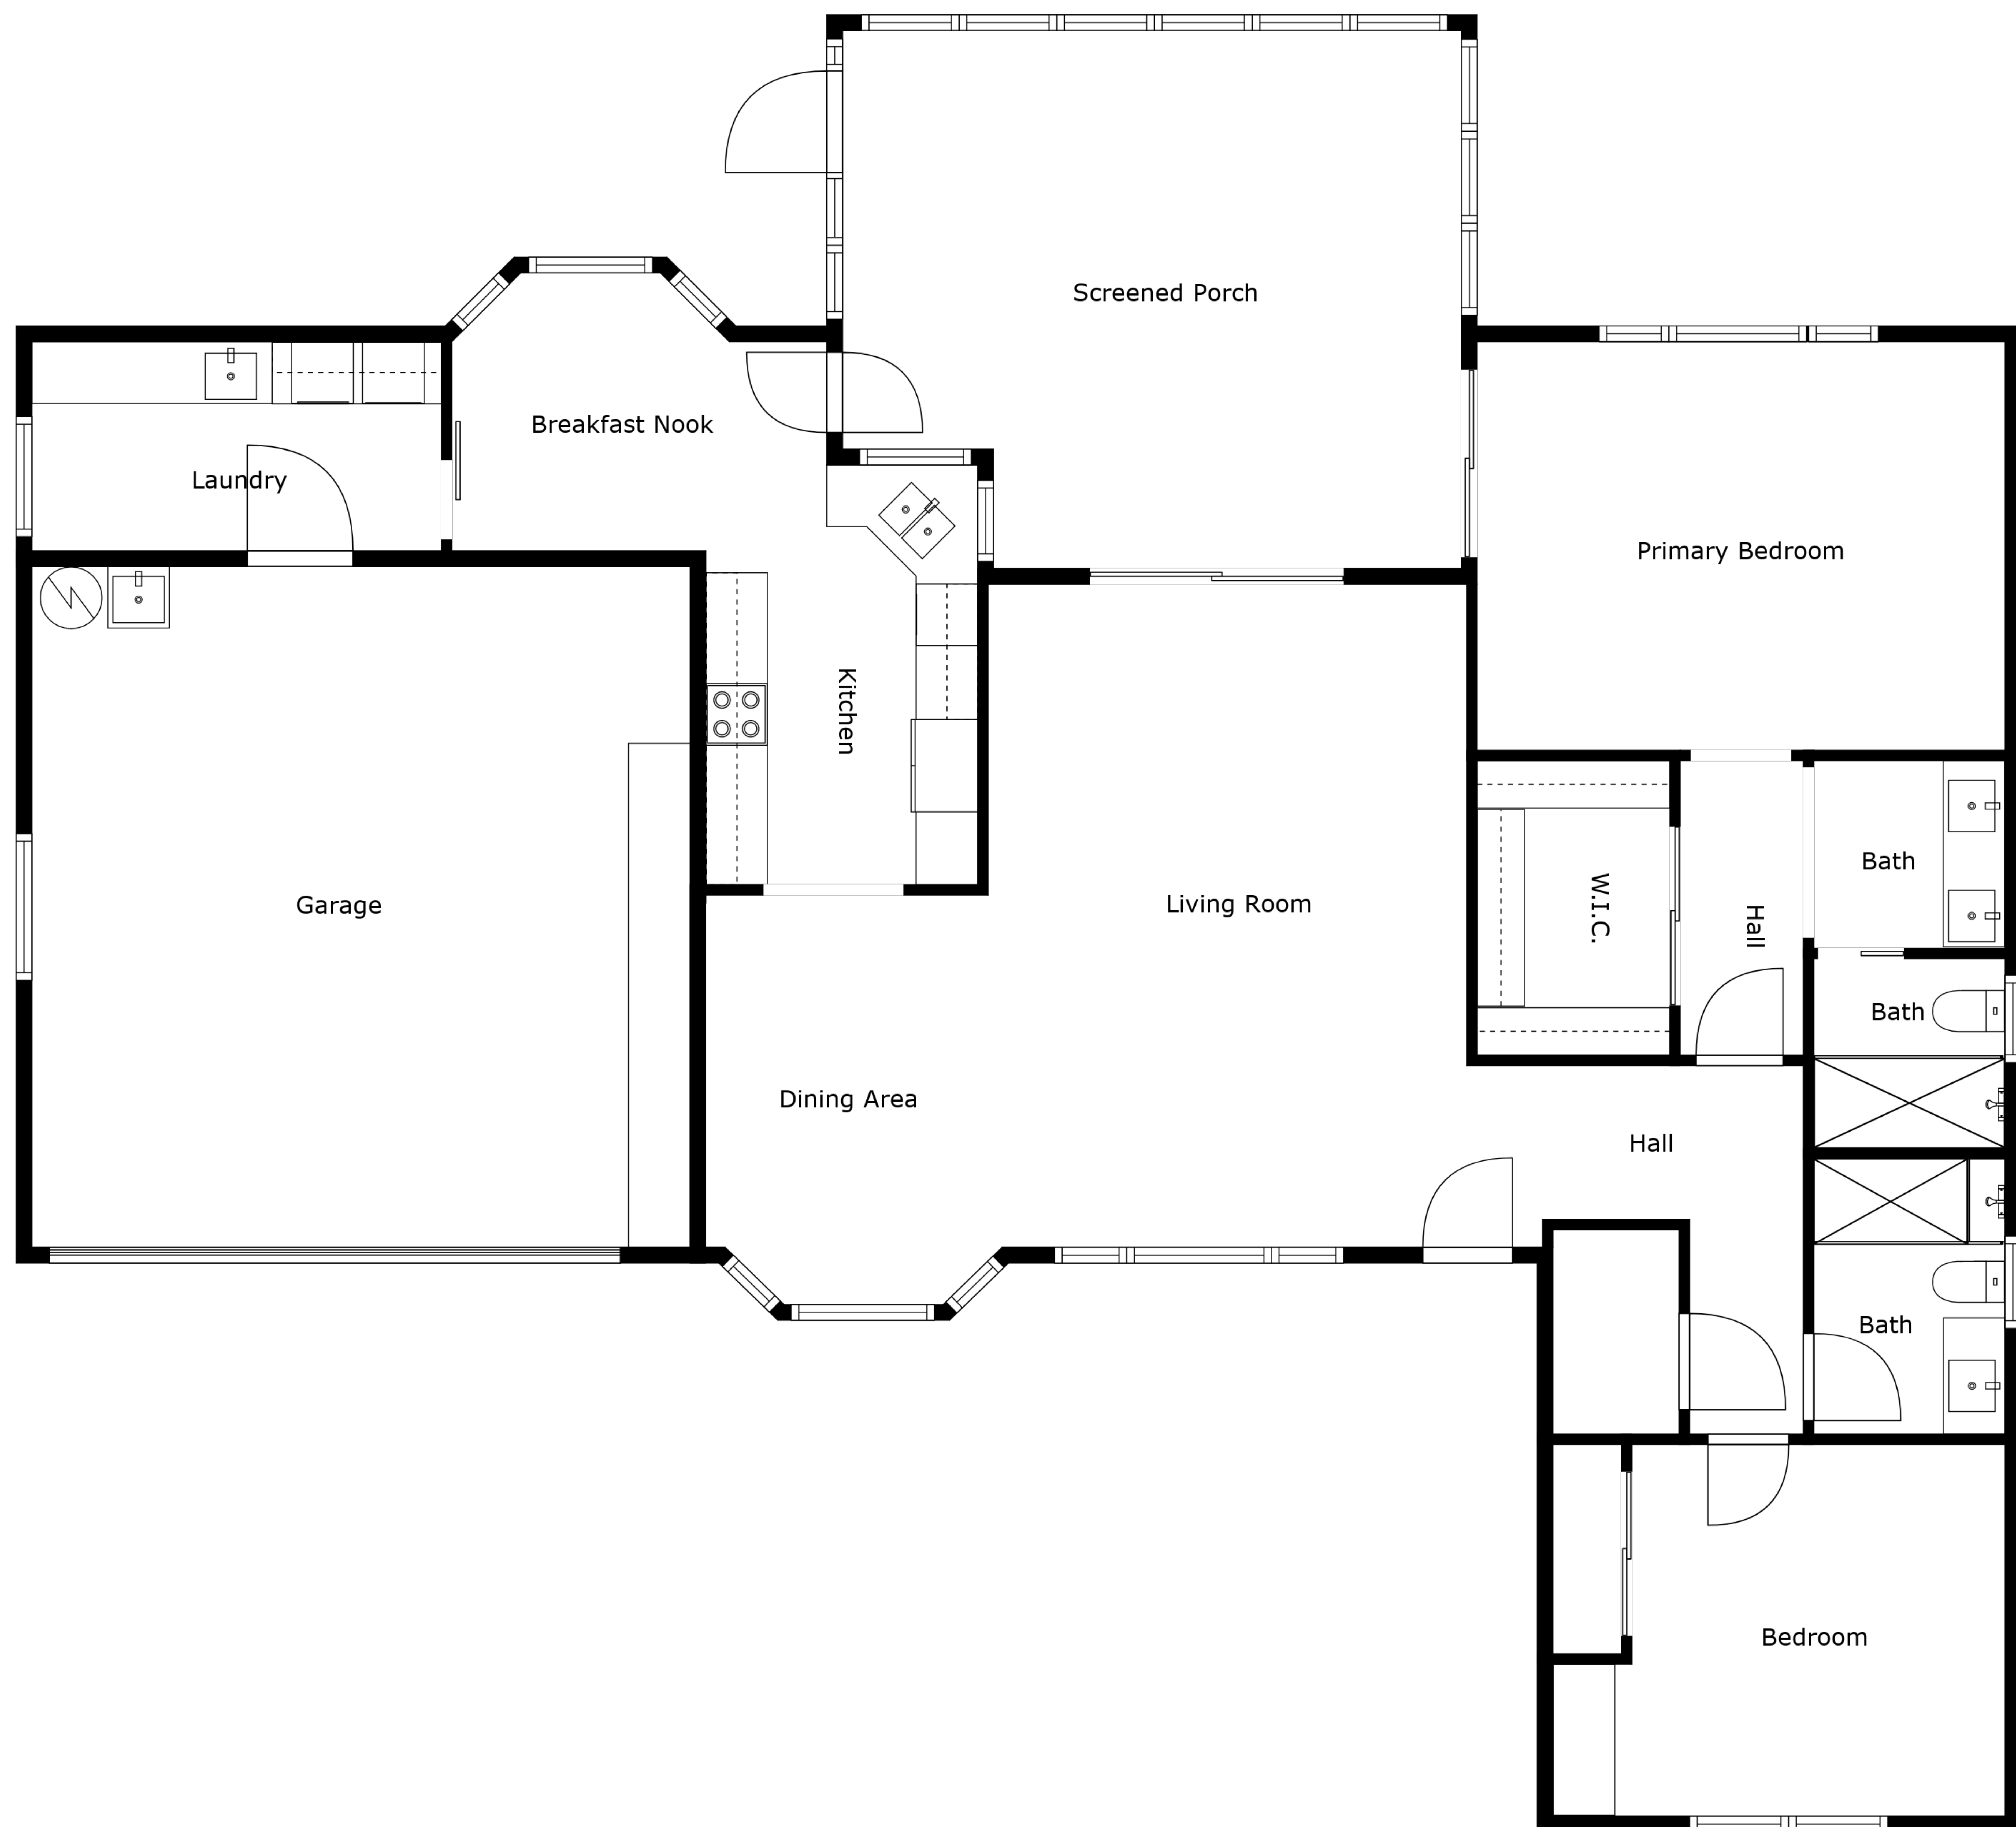 Screened Porch
Breakfast Nook
Laundry
Primary Bedroom
Kitchen
Garage
Living Room
W.I.C.
Hall
Bath
Bath
Dining Area
Hall
Bath
Bedroom